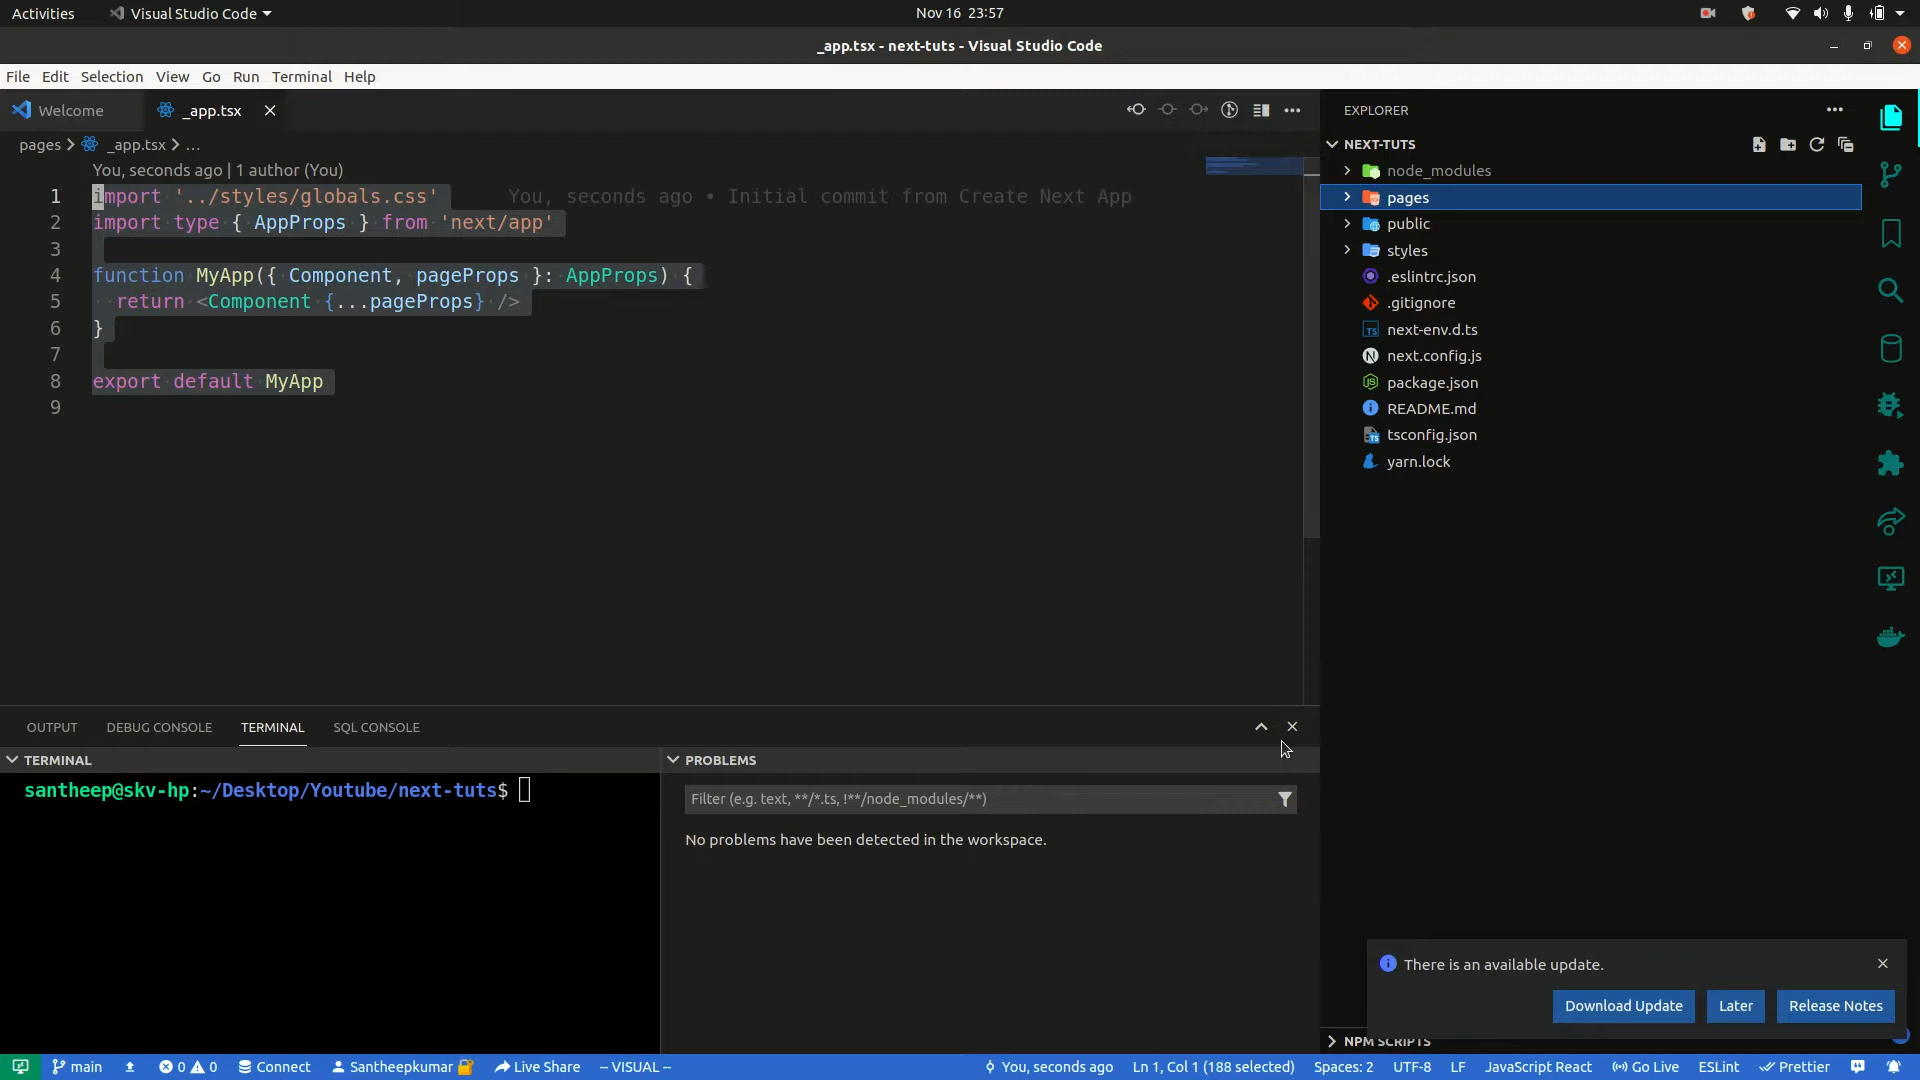 Activities
Visual Studio Code
Nov 16 23:57
_app.tsx - next-tuts - Visual Studio Code
File Edit Selection View Go Run Terminal Help
Welcome
_app.tsx
pages > _app.tsx > ...
You, seconds ago | 1 author (You)
1 import '../styles/globals.css' You, seconds ago • Initial commit from Create Next App
2 import type { AppProps } from 'next/app'
3
4 function MyApp({ Component, pageProps }: AppProps) {
5 return <Component {...pageProps} />
6 }
7
8 export default MyApp
9
EXPLORER
NEXT-TUTS
node_modules
pages
public
styles
.eslintrc.json
.gitignore
next-env.d.ts
next.config.js
package.json
README.md
tsconfig.json
yarn.lock
OUTPUT DEBUG CONSOLE TERMINAL SQL CONSOLE
TERMINAL
santheep@skv-hp:~/Desktop/Youtube/next-tuts$
PROBLEMS
Filter (e.g. text, **/*.ts, !**/node_modules/**)
No problems have been detected in the workspace.
There is an available update.
Download Update
Later
Release Notes
NPM SCRIPTS
main 0 0 Connect Santheepkumar Live Share -- VISUAL -- You, seconds ago Ln 1, Col 1 (188 selected) Spaces: 2 UTF-8 LF JavaScript React Go Live ESLint Prettier